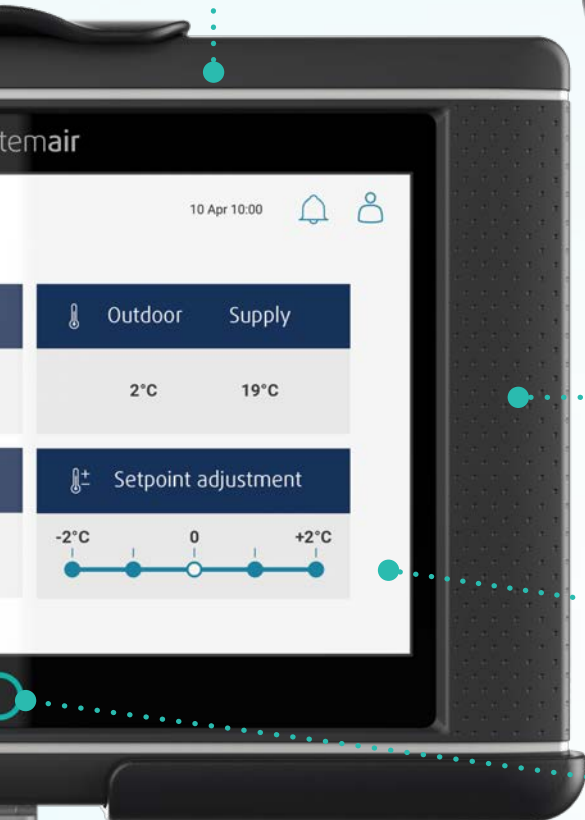 temair
10 Apr 10:00
Outdoor Supply
2°C 19°C
Setpoint adjustment
-2°C 0 +2°C